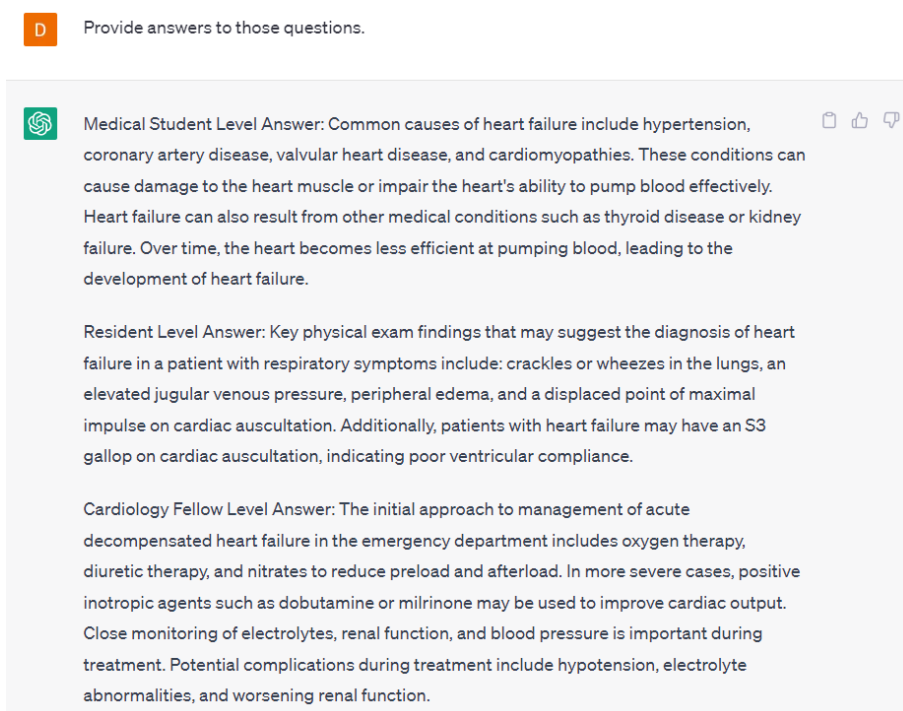 D
Provide answers to those questions.
Medical Student Level Answer: Common causes of heart failure include hypertension,
coronary artery disease, valvular heart disease, and cardiomyopathies. These conditions can
cause damage to the heart muscle or impair the heart's ability to pump blood effectively.
Heart failure can also result from other medical conditions such as thyroid disease or kidney
failure. Over time, the heart becomes less efficient at pumping blood, leading to the
development of heart failure.
Resident Level Answer: Key physical exam findings that may suggest the diagnosis of heart
failure in a patient with respiratory symptoms include: crackles or wheezes in the lungs, an
elevated jugular venous pressure, peripheral edema, and a displaced point of maximal
impulse on cardiac auscultation. Additionally, patients with heart failure may have an S3
gallop on cardiac auscultation, indicating poor ventricular compliance.
Cardiology Fellow Level Answer: The initial approach to management of acute
decompensated heart failure in the emergency department includes oxygen therapy,
diuretic therapy, and nitrates to reduce preload and afterload. In more severe cases, positive
inotropic agents such as dobutamine or milrinone may be used to improve cardiac output.
Close monitoring of electrolytes, renal function, and blood pressure is important during
treatment. Potential complications during treatment include hypotension, electrolyte
abnormalities, and worsening renal function.